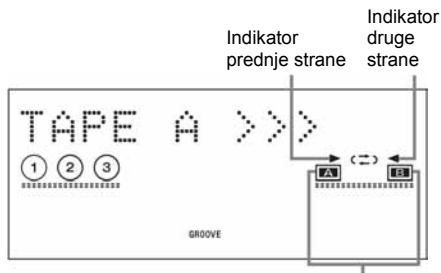 Indikator prednje strane
Indikator druge strane
TAPE A >>>
1 2 3
A B
GROOVE